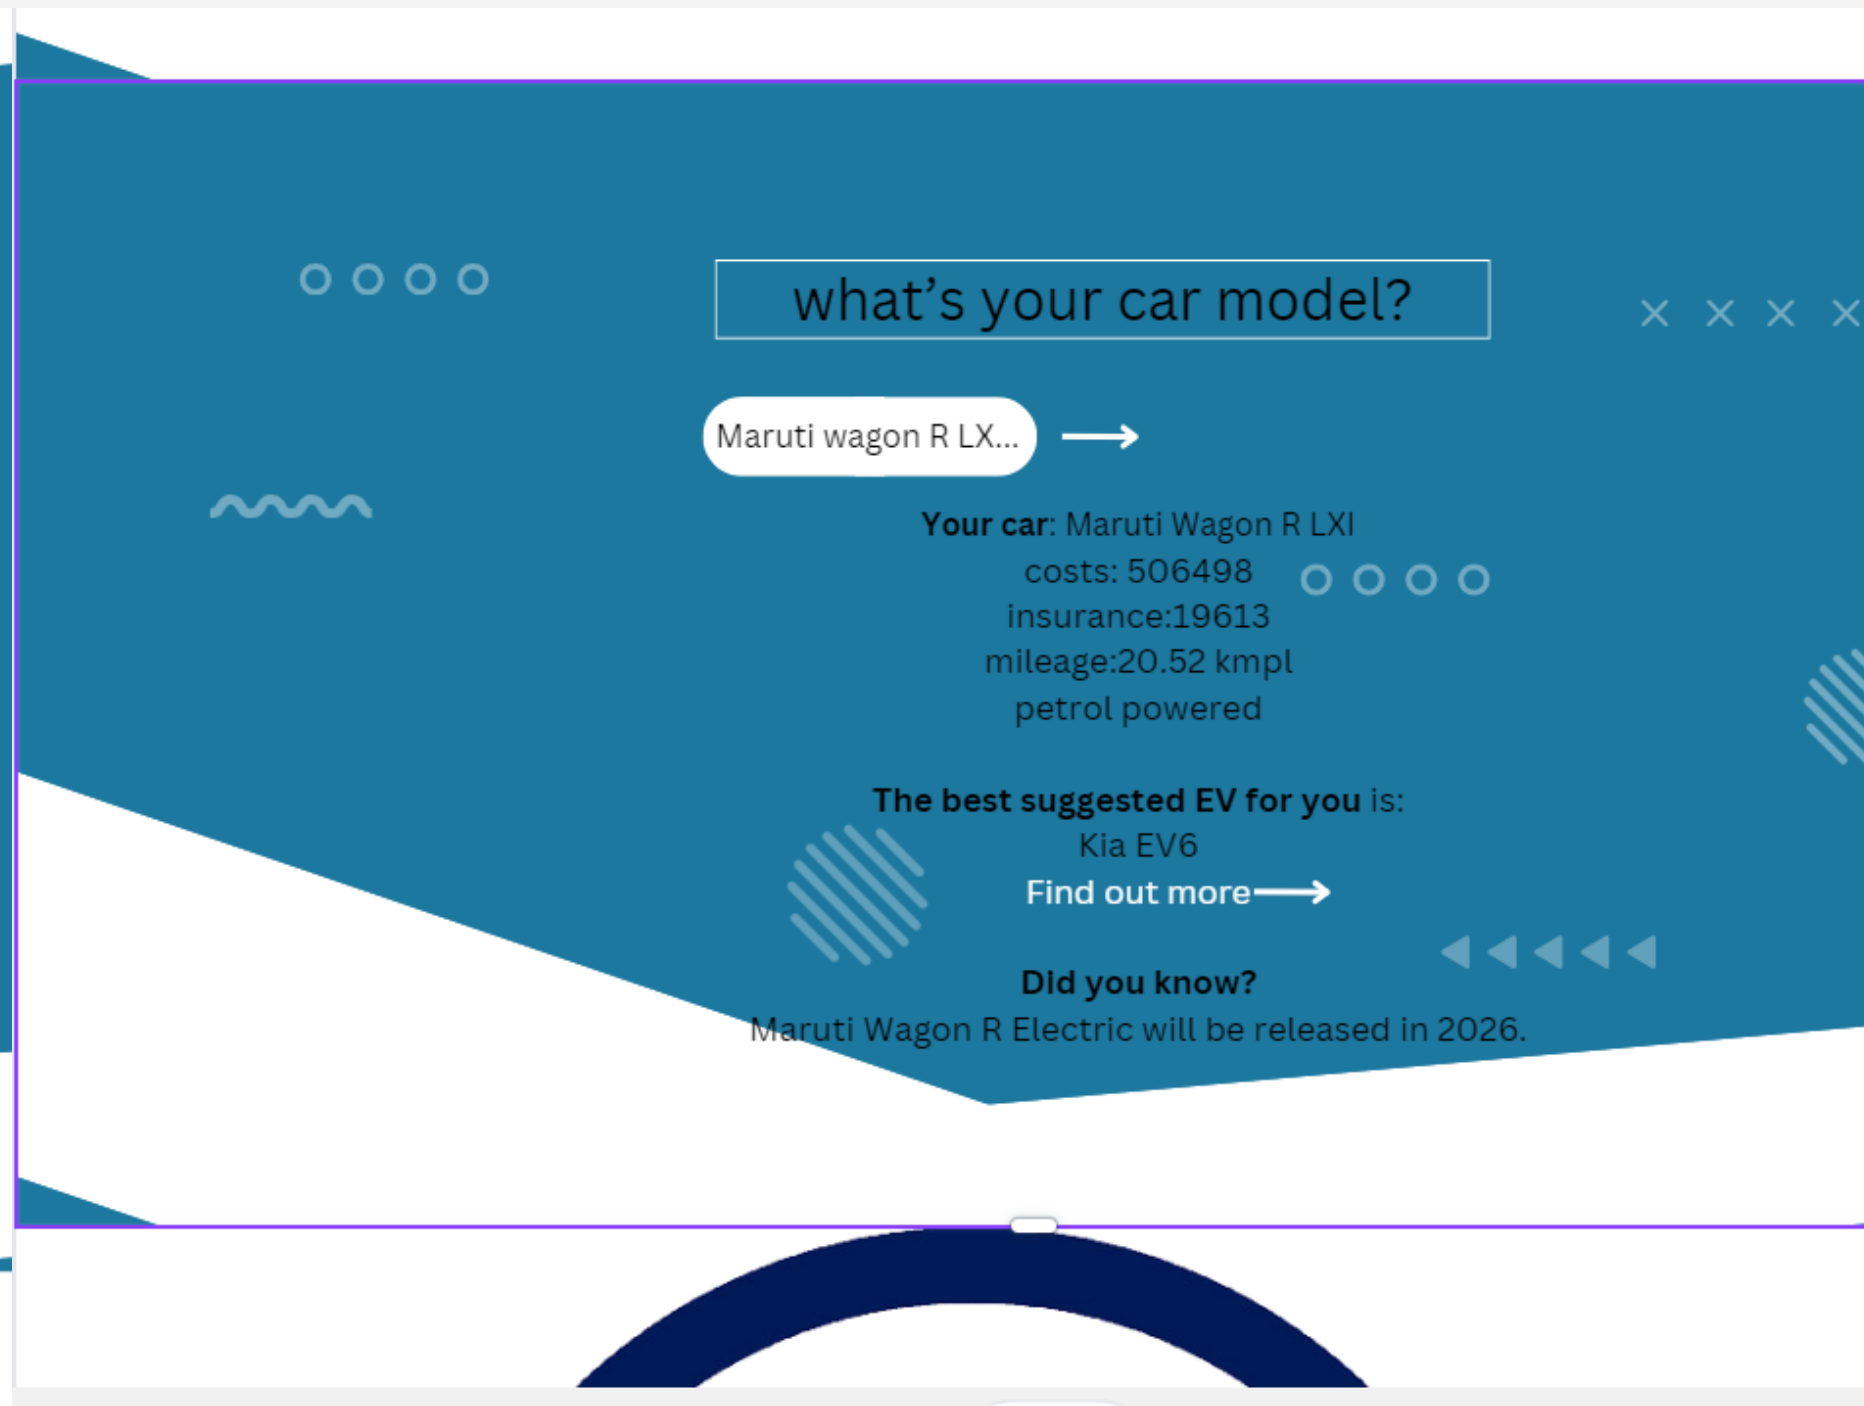 what’s your car model?
Maruti wagon R LX...
Your car: Maruti Wagon R LXI
costs: 506498
insurance:19613
mileage:20.52 kmpl
petrol powered
The best suggested EV for you is:
Kia EV6
Find out more
Did you know?
Maruti Wagon R Electric will be released in 2026.